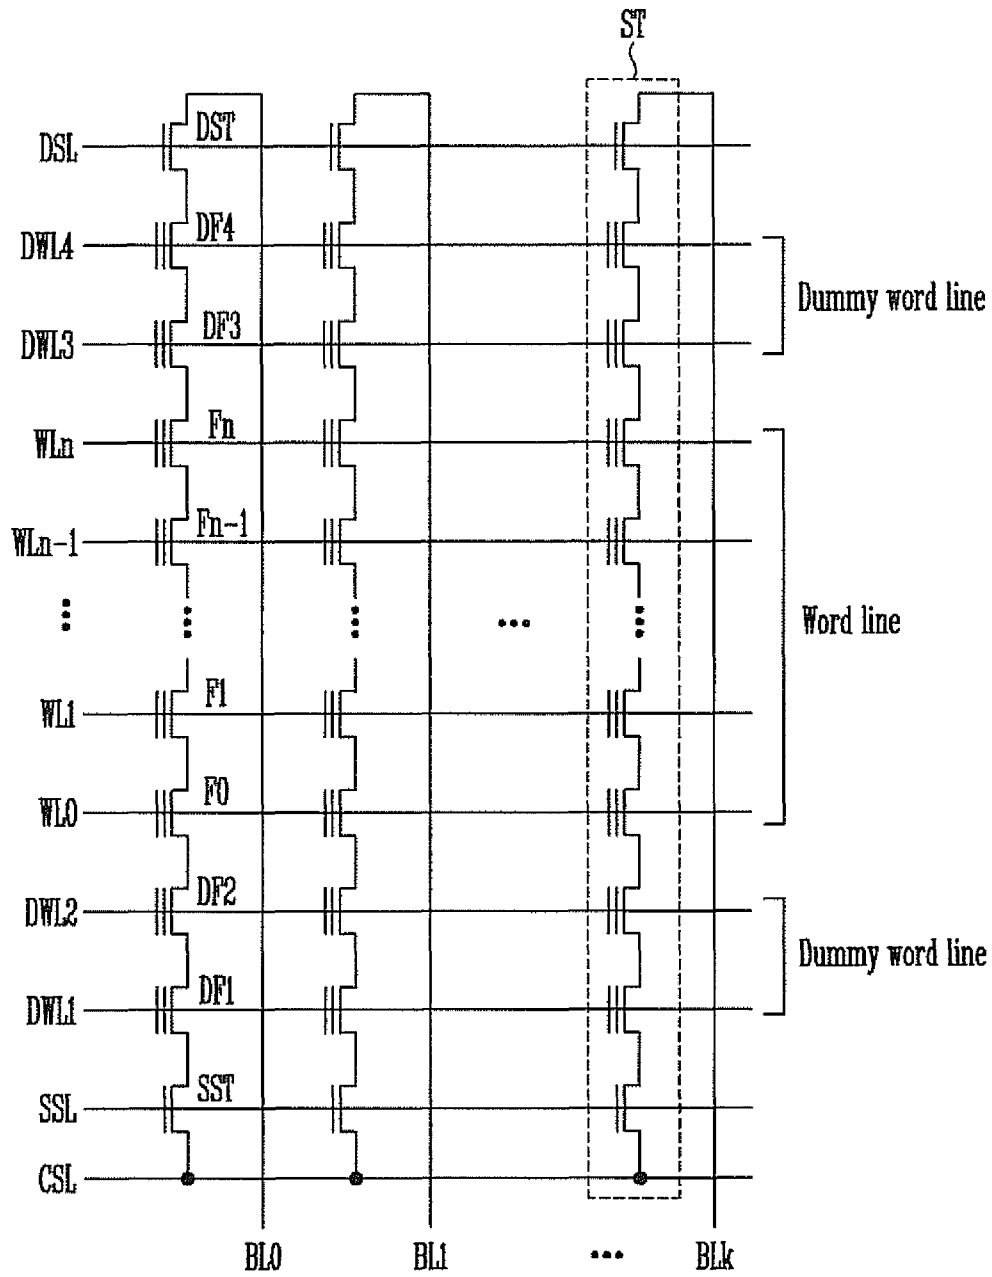 ST
DSL DST
DWL4 DF4
Dummy word line
DWL3 DF3
WLn Fn
WLn-1 Fn-1
Word line
WL1 F1
WL0 F0
DWL2 DF2
Dummy word line
DWL1 DF1
SSL SST
CSL
BL0 BL1 ••• BLk